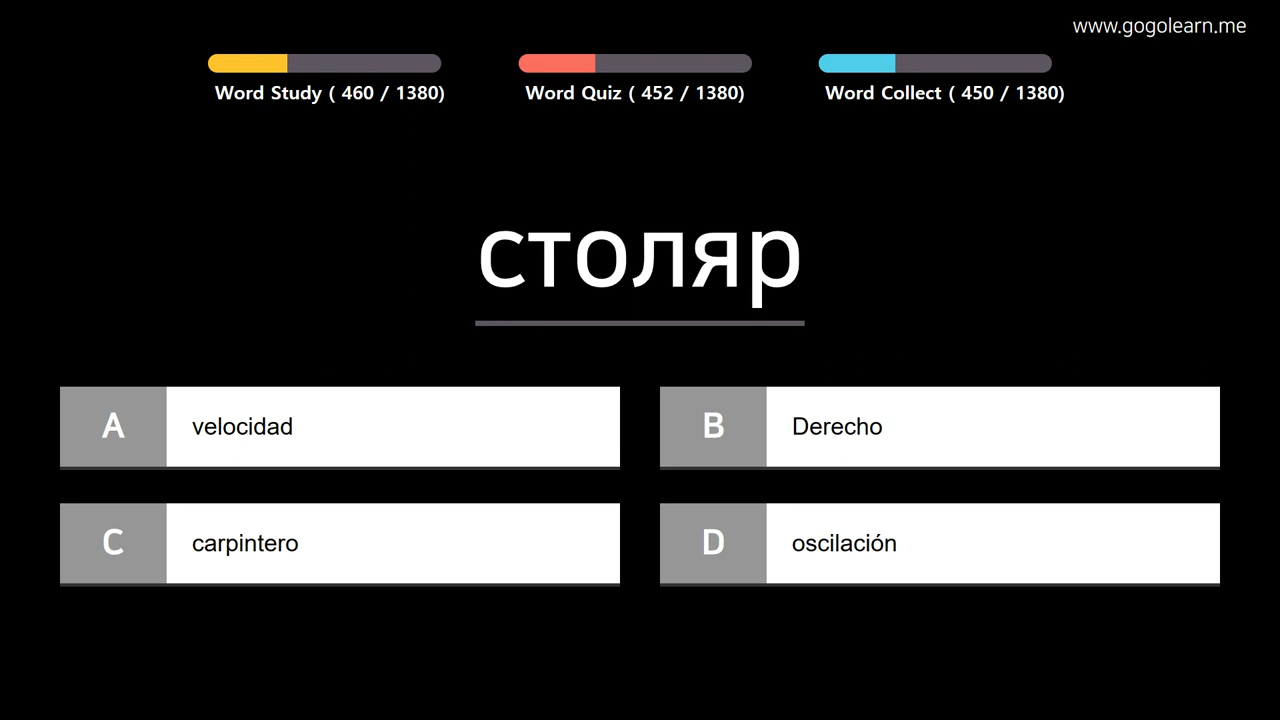 www.gogolearn.me
Word Study ( 460 / 1380)
Word Quiz ( 452 / 1380)
Word Collect ( 450 / 1380)
столяр
A velocidad
B Derecho
C carpintero
D oscilación